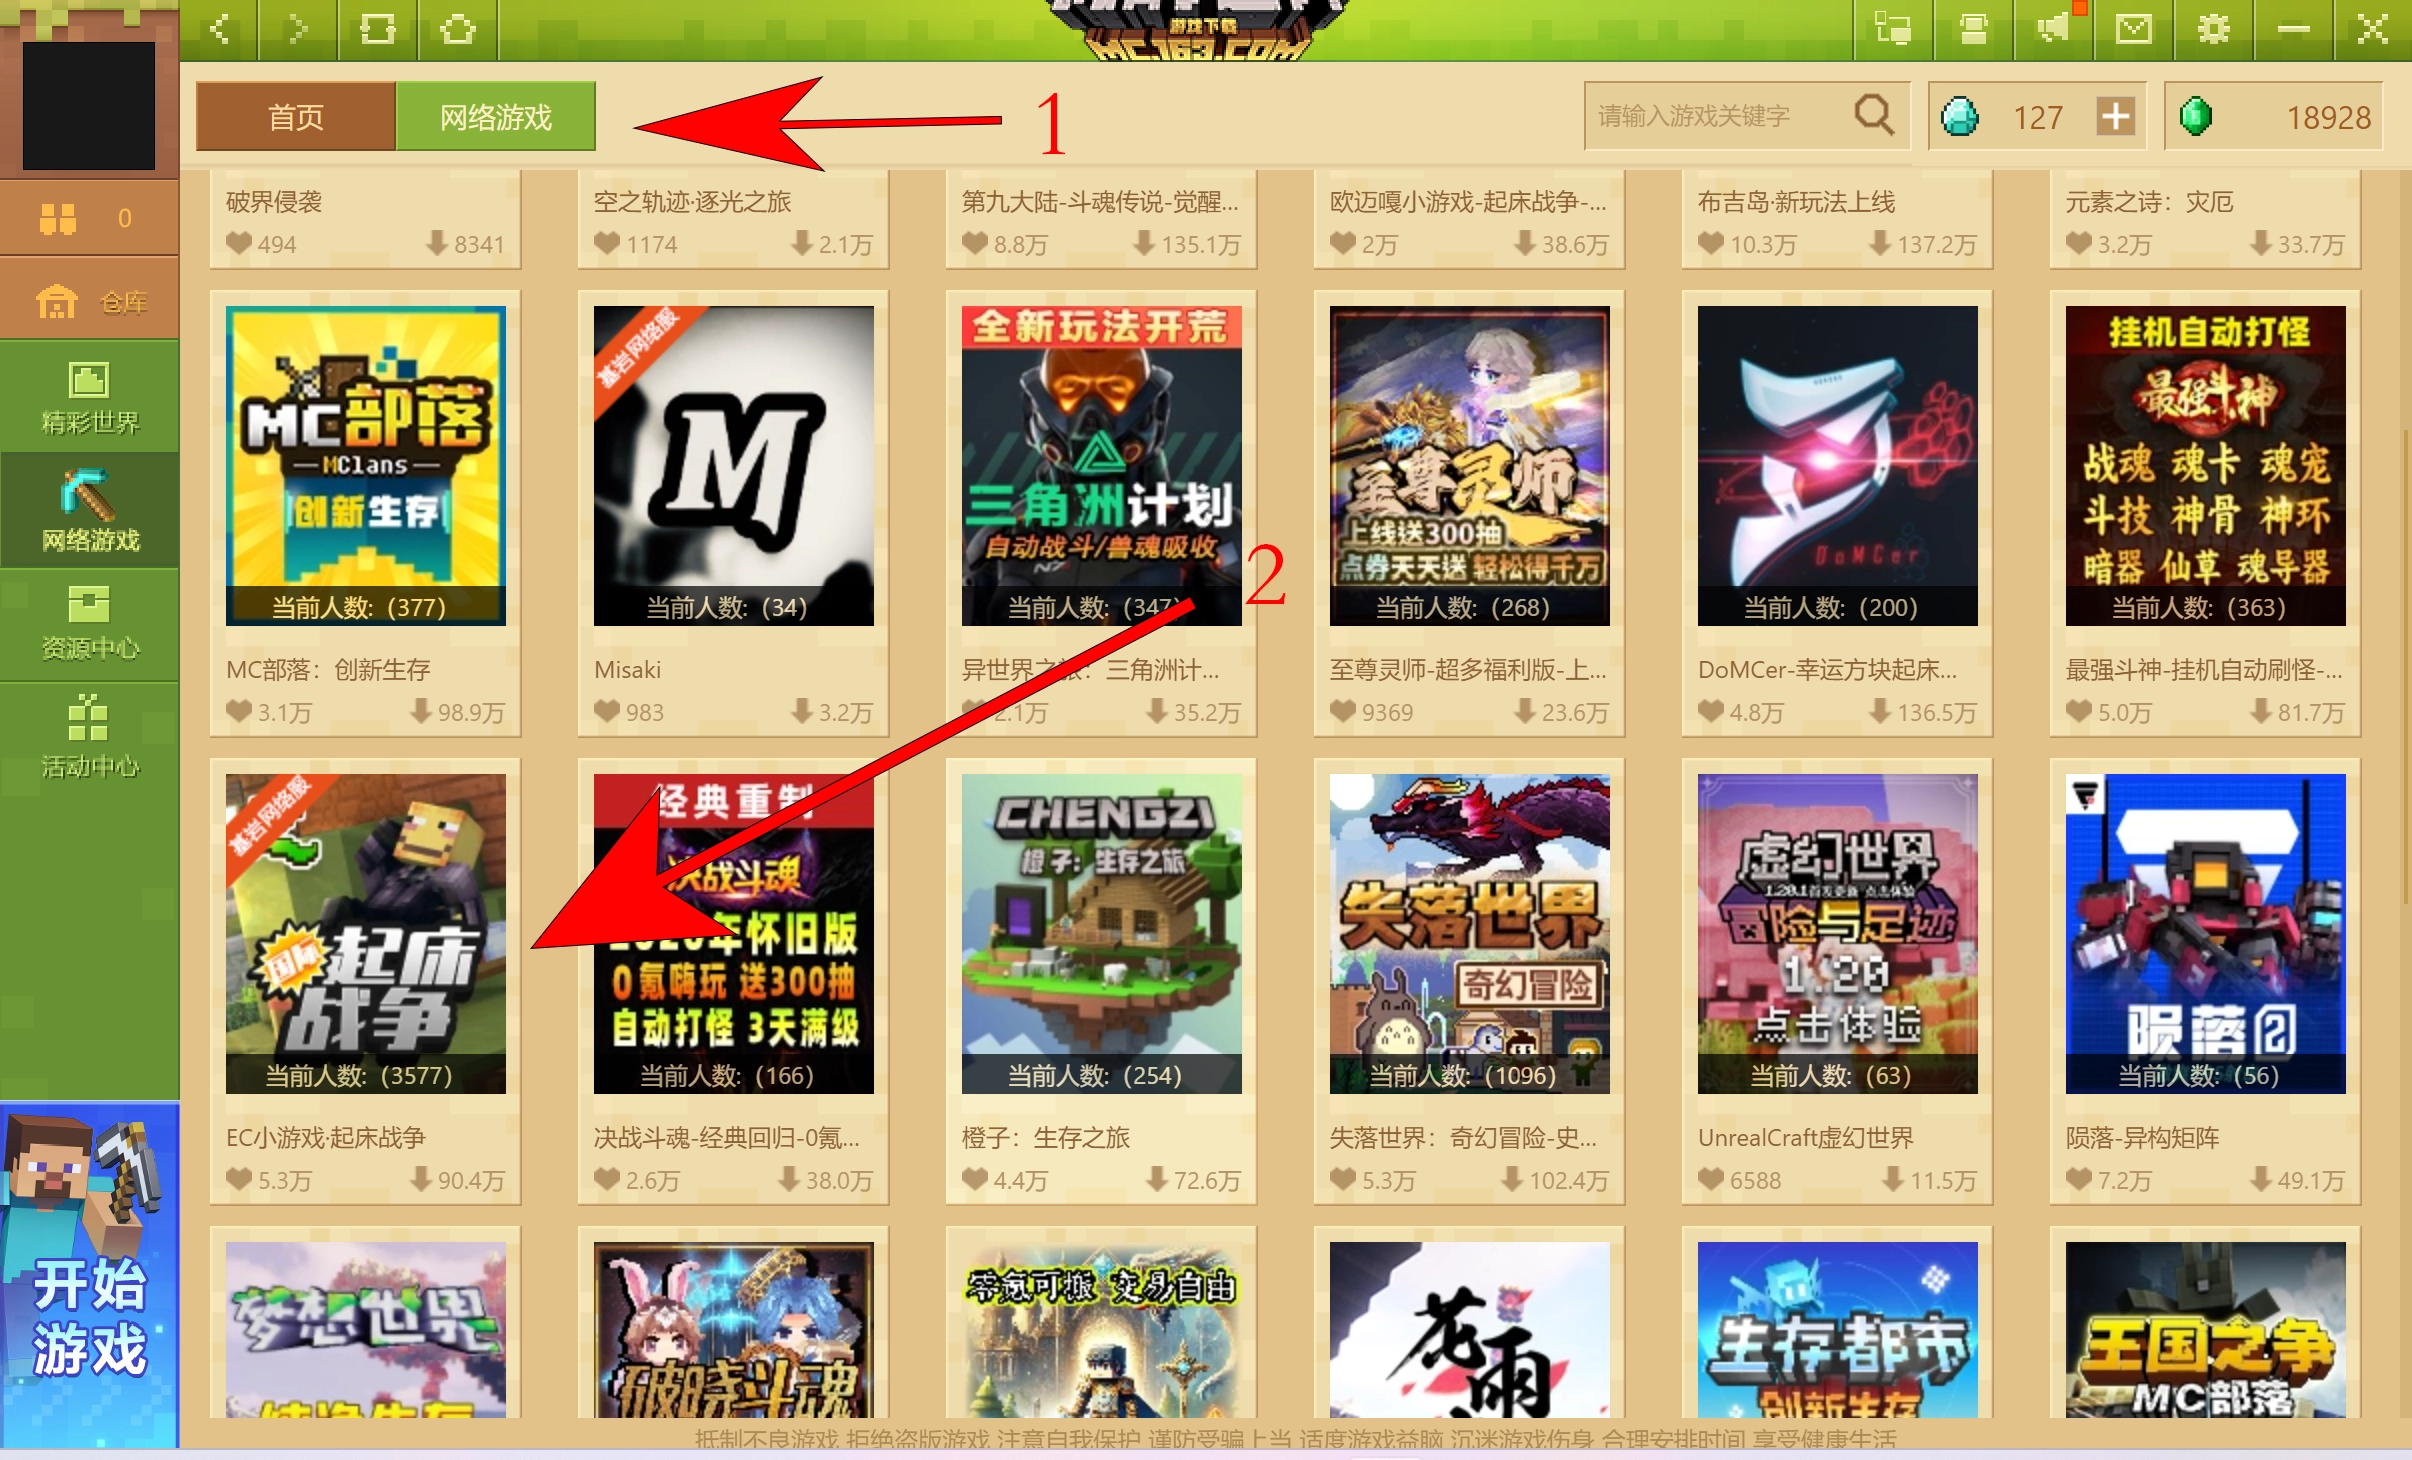 游戏下载
MC.163.COM
首页
网络游戏
1
请输入游戏关键字
127
18928
0
仓库
精彩世界
网络游戏
资源中心
活动中心
开始
游戏
破界侵袭
494
8341
空之轨迹·逐光之旅
1174
2.1万
第九大陆-斗魂传说-觉醒...
8.8万
135.1万
欧迈嘎小游戏-起床战争-...
2万
38.6万
布吉岛·新玩法上线
10.3万
137.2万
元素之诗：灾厄
3.2万
33.7万
MC部落
MClans
创新生存
当前人数:（377）
MC部落：创新生存
3.1万
98.9万
基岩网络服
M
当前人数:（34）
Misaki
983
3.2万
全新玩法开荒
三角洲计划
自动战斗/兽魂吸收
N7
当前人数:（347）
异世界之旅：三角洲计...
2.1万
35.2万
2
至尊灵师
上线送300抽
点券天天送 轻松得千万
当前人数:（268）
至尊灵师-超多福利版-上...
9369
23.6万
DoMCer
当前人数:（200）
DoMCer-幸运方块起床...
4.8万
136.5万
挂机自动打怪
最强斗神
战魂 魂卡 魂宠
斗技 神骨 神环
暗器 仙草 魂导器
当前人数:（363）
最强斗神-挂机自动刷怪-...
5.0万
81.7万
基岩网络服
国际
起床
战争
当前人数:（3577）
EC小游戏·起床战争
5.3万
90.4万
经典重制
决战斗魂
年怀旧版
0氪嗨玩 送300抽
自动打怪 3天满级
当前人数:（166）
决战斗魂-经典回归-0氪...
2.6万
38.0万
CHENGZI
橙子：生存之旅
当前人数:（254）
橙子：生存之旅
4.4万
72.6万
失落世界
奇幻冒险
当前人数:（1096）
失落世界：奇幻冒险-史...
5.3万
102.4万
虚幻世界
1.20.1首发更新 点击体验
冒险与足迹
1.20
点击体验
当前人数:（63）
UnrealCraft虚幻世界
6588
11.5万
陨落2
当前人数:（56）
陨落-异构矩阵
7.2万
49.1万
梦想世界
破晓斗魂
零氪可搬 交易自由
花雨
生存都市
创新生存
王国之争
MC部落
抵制不良游戏 拒绝盗版游戏 注意自我保护 谨防受骗上当 适度游戏益脑 沉迷游戏伤身 合理安排时间 享受健康生活